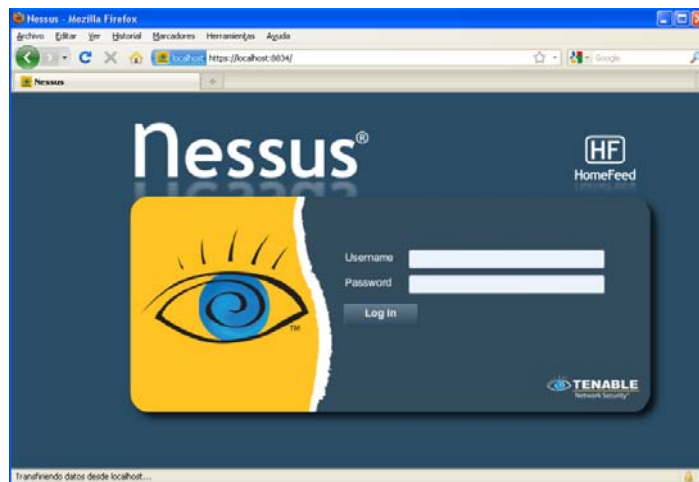 Nessus - Mozilla Firefox
Archivo Editar Ver Historial Marcadores Herramientas Ayuda
localhost https://localhost:8834/
Google
Nessus
nessus®
HF
HomeFeed
Username
Password
Log In
TM
TENABLE
Network Security®
Transfiriendo datos desde localhost...